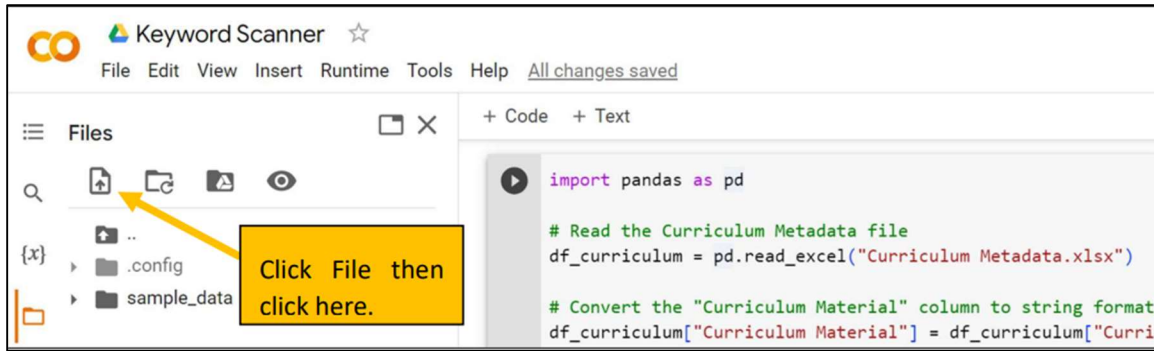 CO Keyword Scanner
File Edit View Insert Runtime Tools Help All changes saved
Files
+ Code + Text
{x}
..
.config
sample_data
Click File then
click here.
import pandas as pd
# Read the Curriculum Metadata file
df_curriculum = pd.read_excel("Curriculum Metadata.xlsx")
# Convert the "Curriculum Material" column to string format
df_curriculum["Curriculum Material"] = df_curriculum["Curri